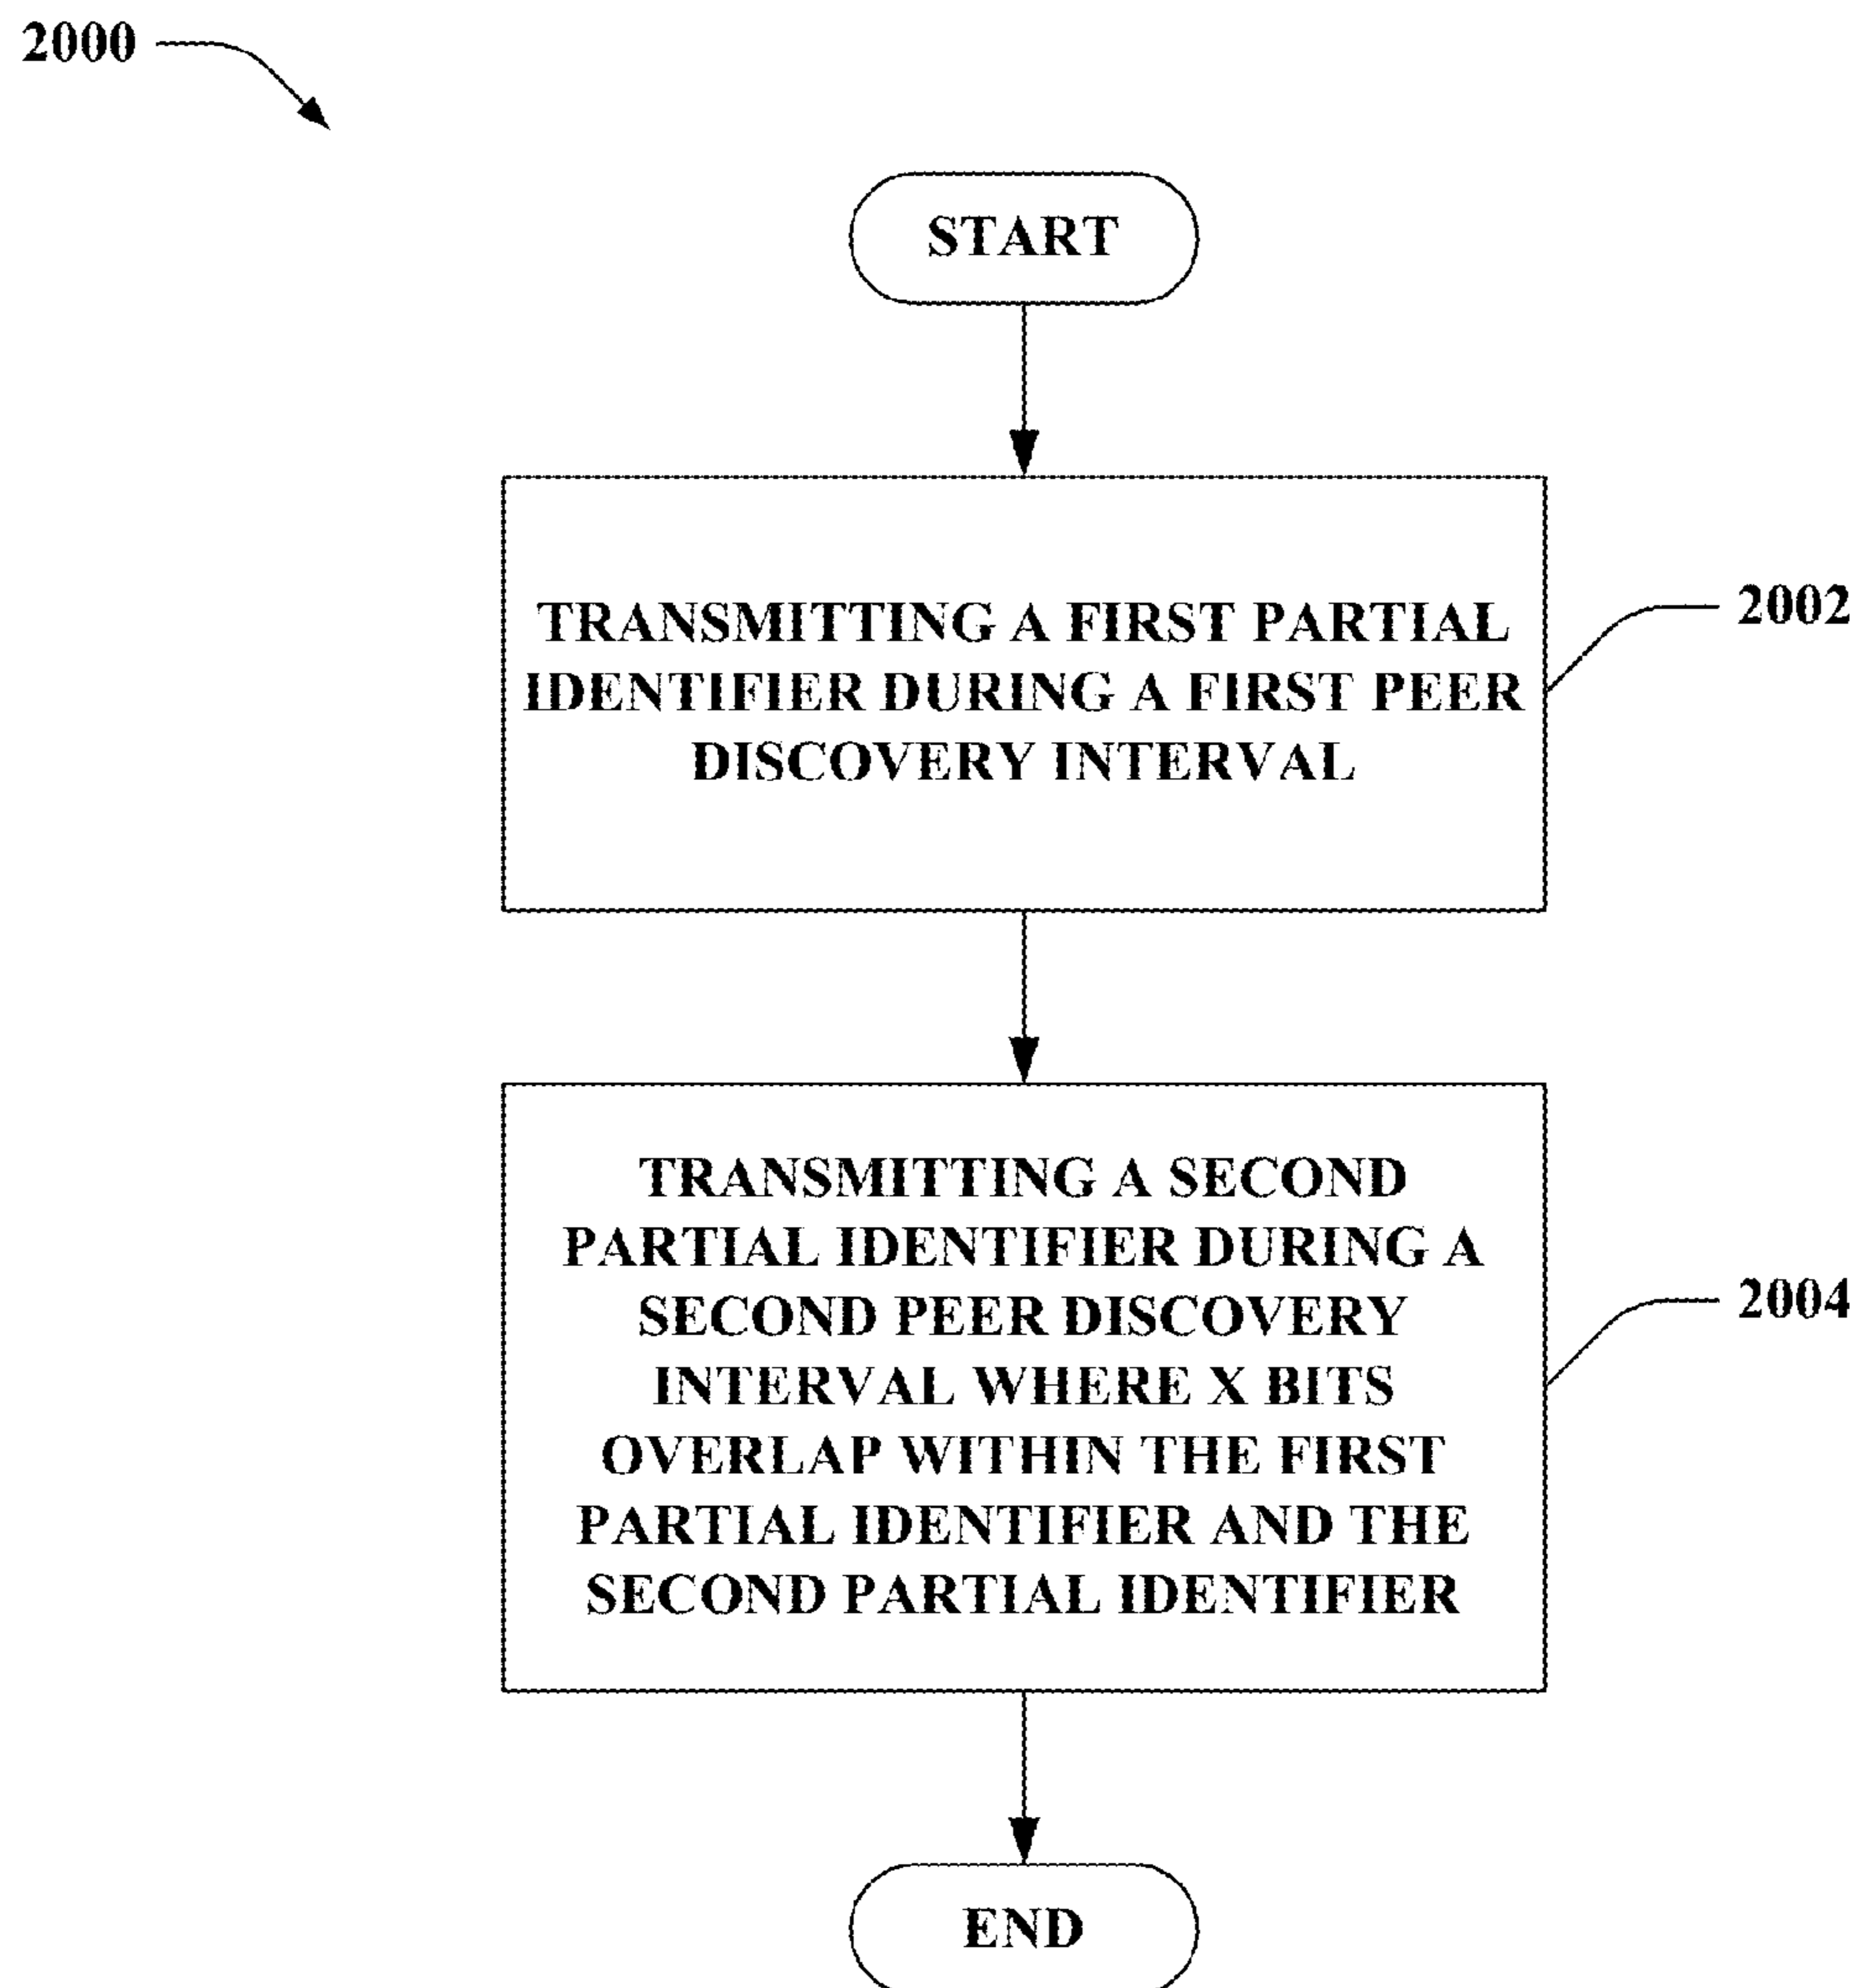 2000
START
TRANSMITTING A FIRST PARTIAL
IDENTIFIER DURING A FIRST PEER
DISCOVERY INTERVAL
2002
TRANSMITTING A SECOND
PARTIAL IDENTIFIER DURING A
SECOND PEER DISCOVERY
INTERVAL WHERE X BITS
OVERLAP WITHIN THE FIRST
PARTIAL IDENTIFIER AND THE
SECOND PARTIAL IDENTIFIER
2004
END